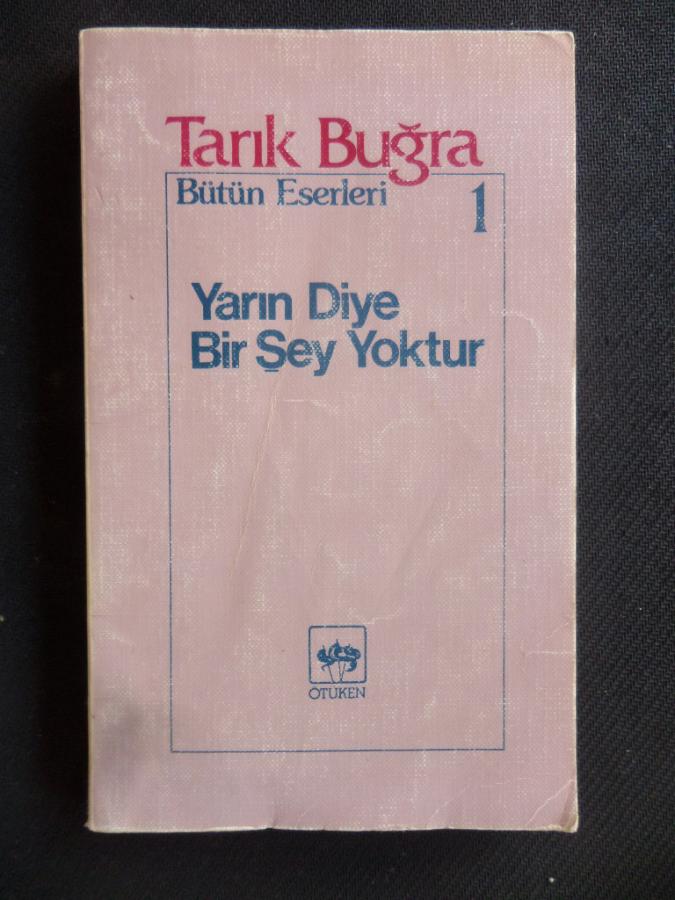 Tarık Buğra
Bütün Eserleri 1
Yarın Diye
Bir Şey Yoktur
ÖTÜKEN